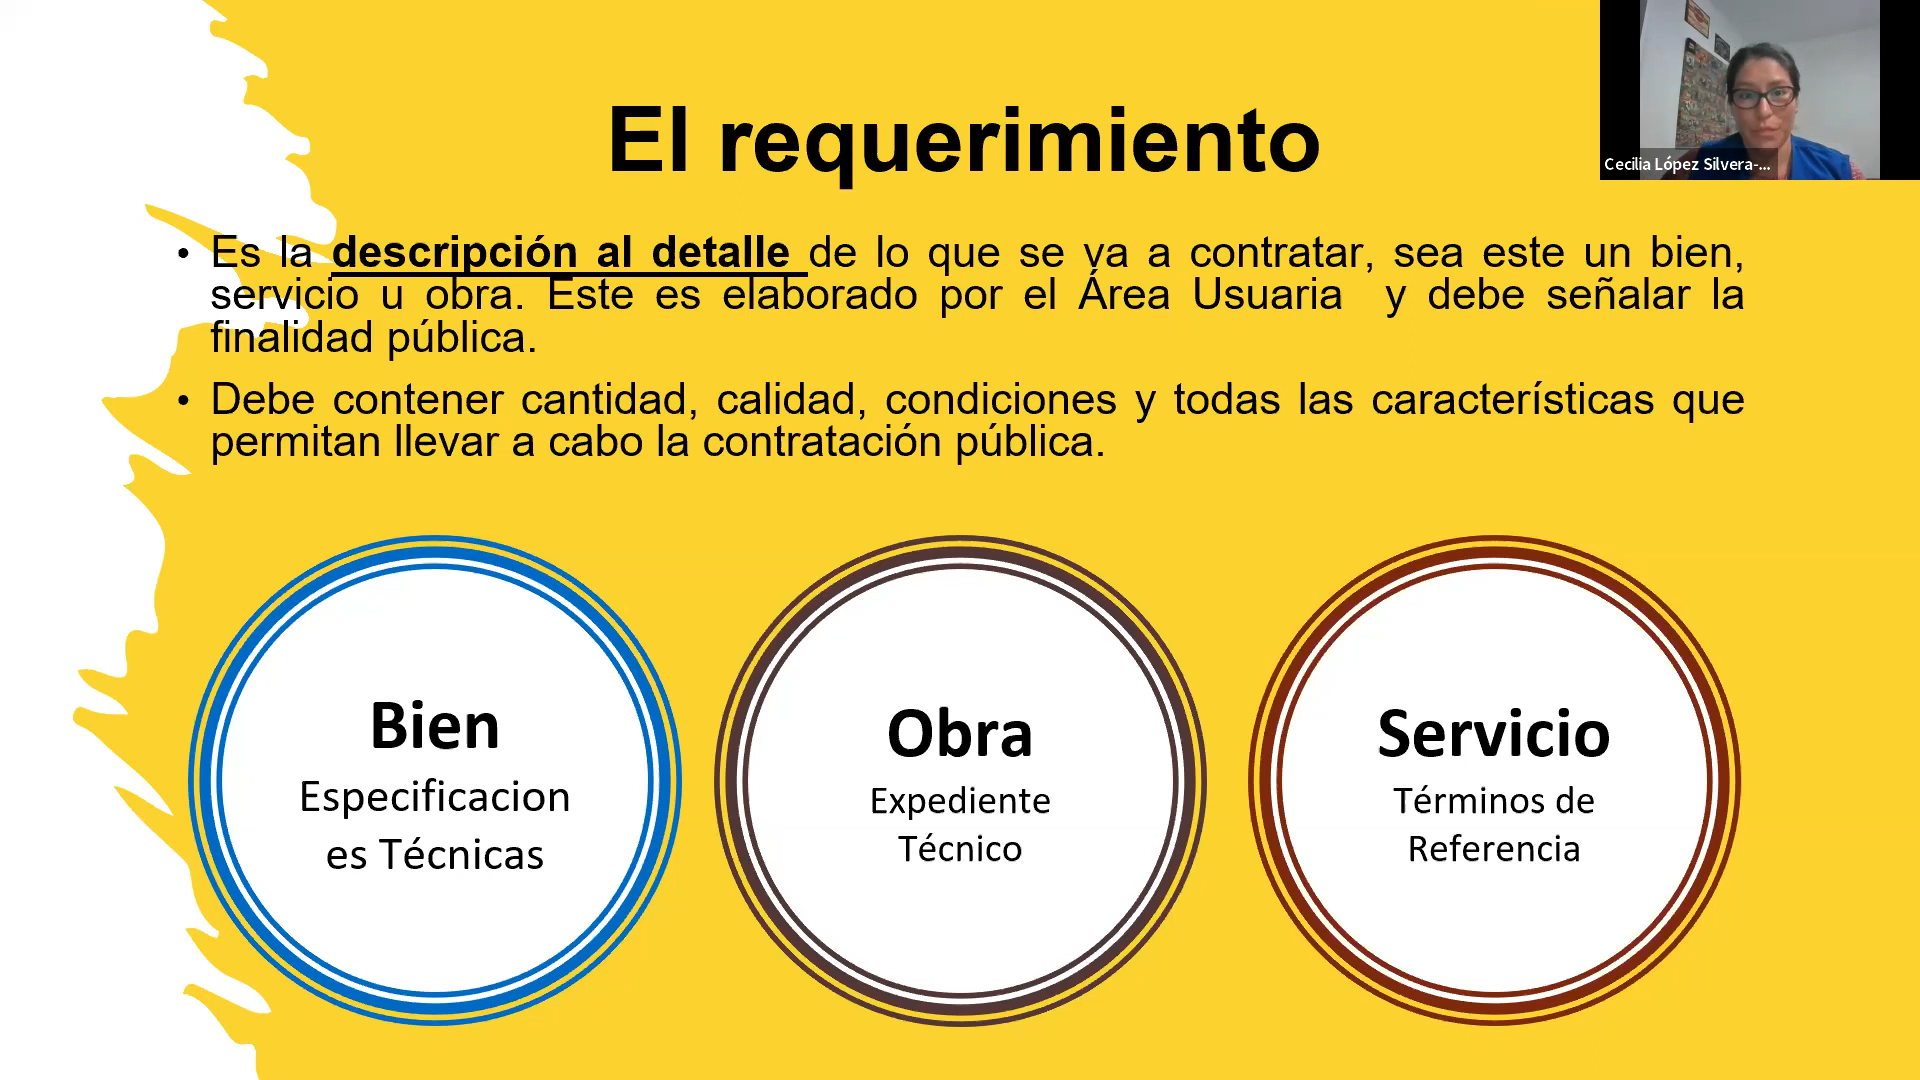 El requerimiento
Cecilia López Silvera-...
• Es la descripción al detalle de lo que se va a contratar, sea este un bien,
servicio u obra. Este es elaborado por el Área Usuaria y debe señalar la
finalidad pública.
• Debe contener cantidad, calidad, condiciones y todas las características que
permitan llevar a cabo la contratación pública.
Bien
Especificacion
es Técnicas
Obra
Expediente
Técnico
Servicio
Términos de
Referencia